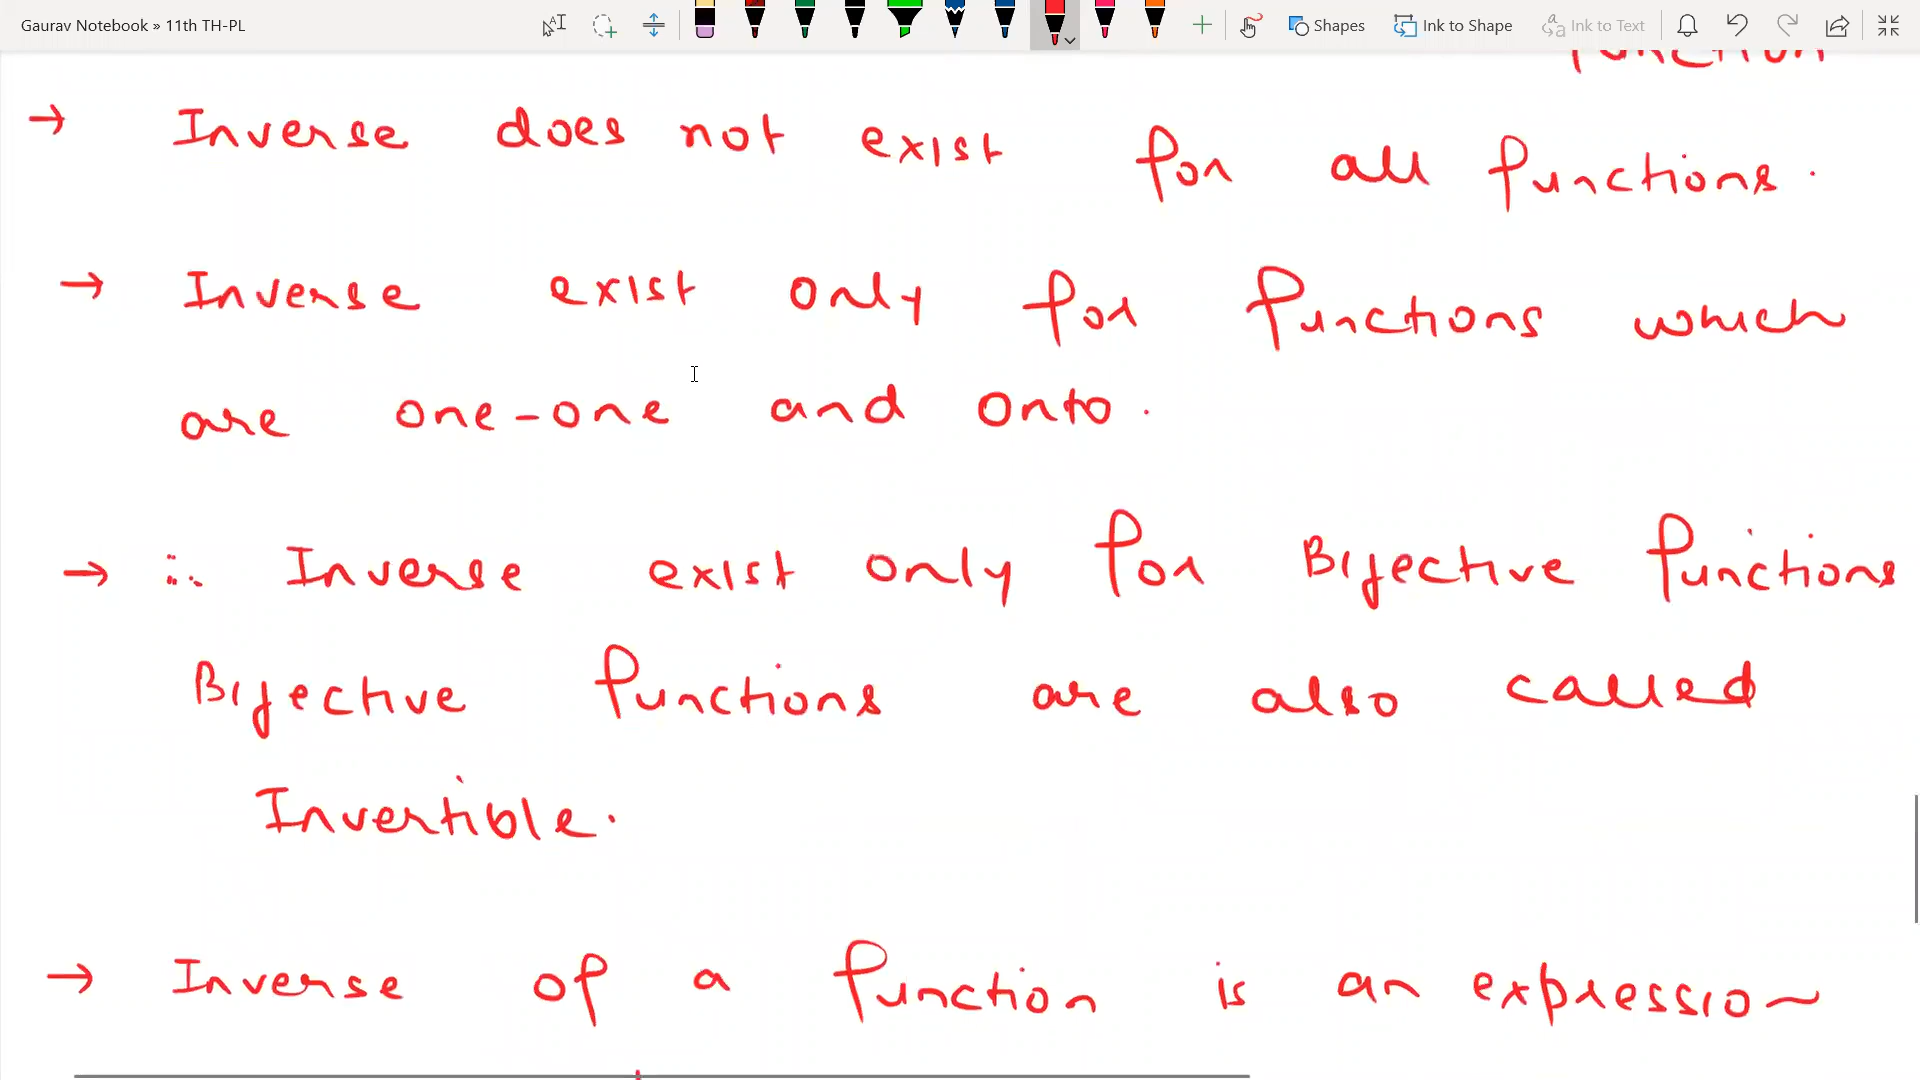 Gaurav Notebook » 11th TH-PL
Shapes Ink to Shape Ink to Text
function
→ Inverse does not exist for all functions.
→ Inverse exist only for functions which
are one-one and onto.
→ ∴ Inverse exist only for Bijective functions
Bijective functions are also called
Invertible.
→ Inverse of a function is an expression